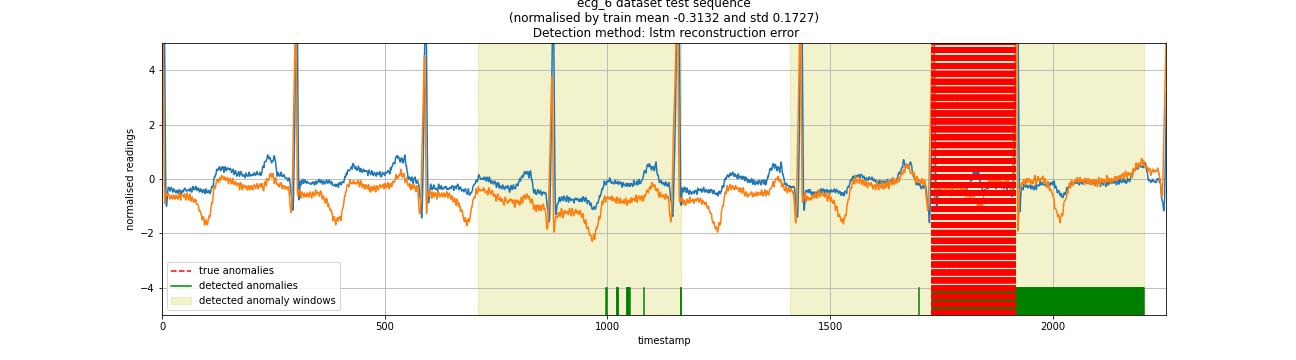 ecg_6 dataset test sequence
(normalised by train mean -0.3132 and std 0.1727)
Detection method: lstm reconstruction error
4
2
0
−2
−4
normalised readings
true anomalies
detected anomalies
detected anomaly windows
0 500 1000 1500 2000
timestamp